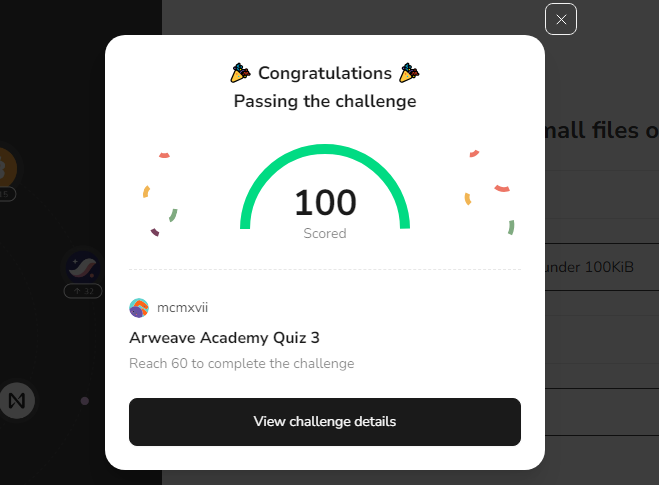 Congratulations
Passing the challenge
mall files o
100
Scored
under 100KiB
32
mcmxvii
Arweave Academy Quiz 3
Reach 60 to complete the challenge
View challenge details